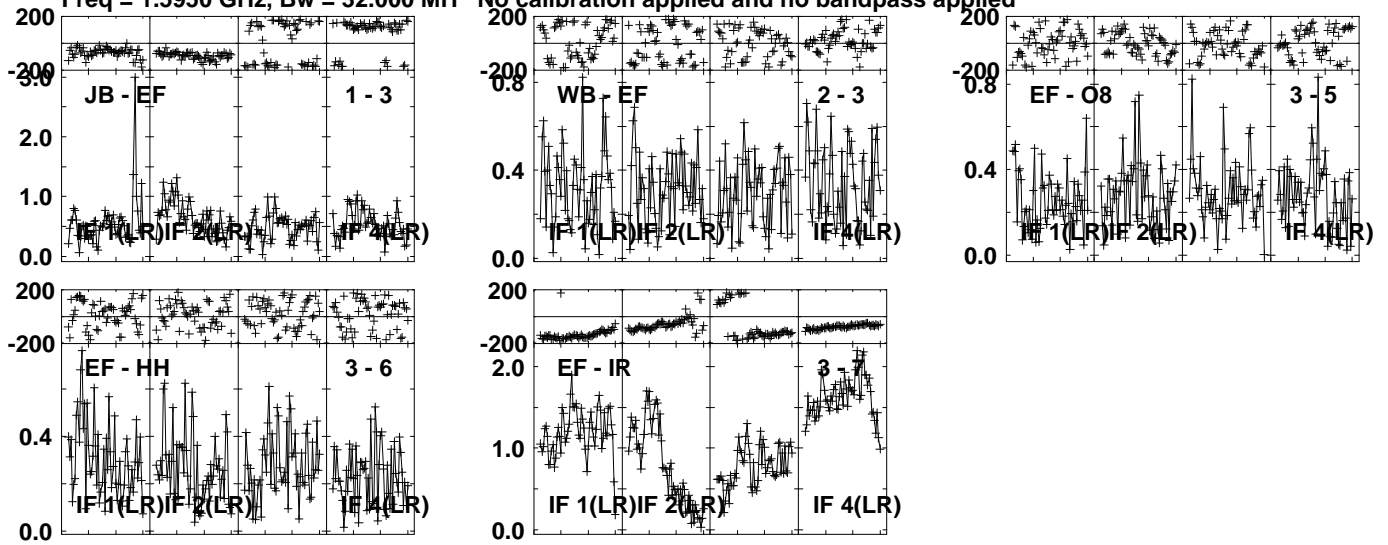 Freq = 1.5950 GHz, Bw = 32.000 MH No calibration applied and no bandpass applied
200
-200
3.0
2.0
1.0
0.0
JB - EF 1 - 3
IF 1(LR) IF 2(LR) IF 4(LR)
200
-200
0.8
0.4
0.0
WB - EF 2 - 3
IF 1(LR) IF 2(LR) IF 4(LR)
200
-200
0.8
0.4
0.0
EF - O8 3 - 5
IF 1(LR) IF 2(LR) IF 4(LR)
200
-200
0.4
0.0
EF - HH 3 - 6
IF 1(LR) IF 2(LR) IF 4(LR)
200
-200
2.0
1.0
0.0
EF - IR 3 - 7
IF 1(LR) IF 2(LR) IF 4(LR)